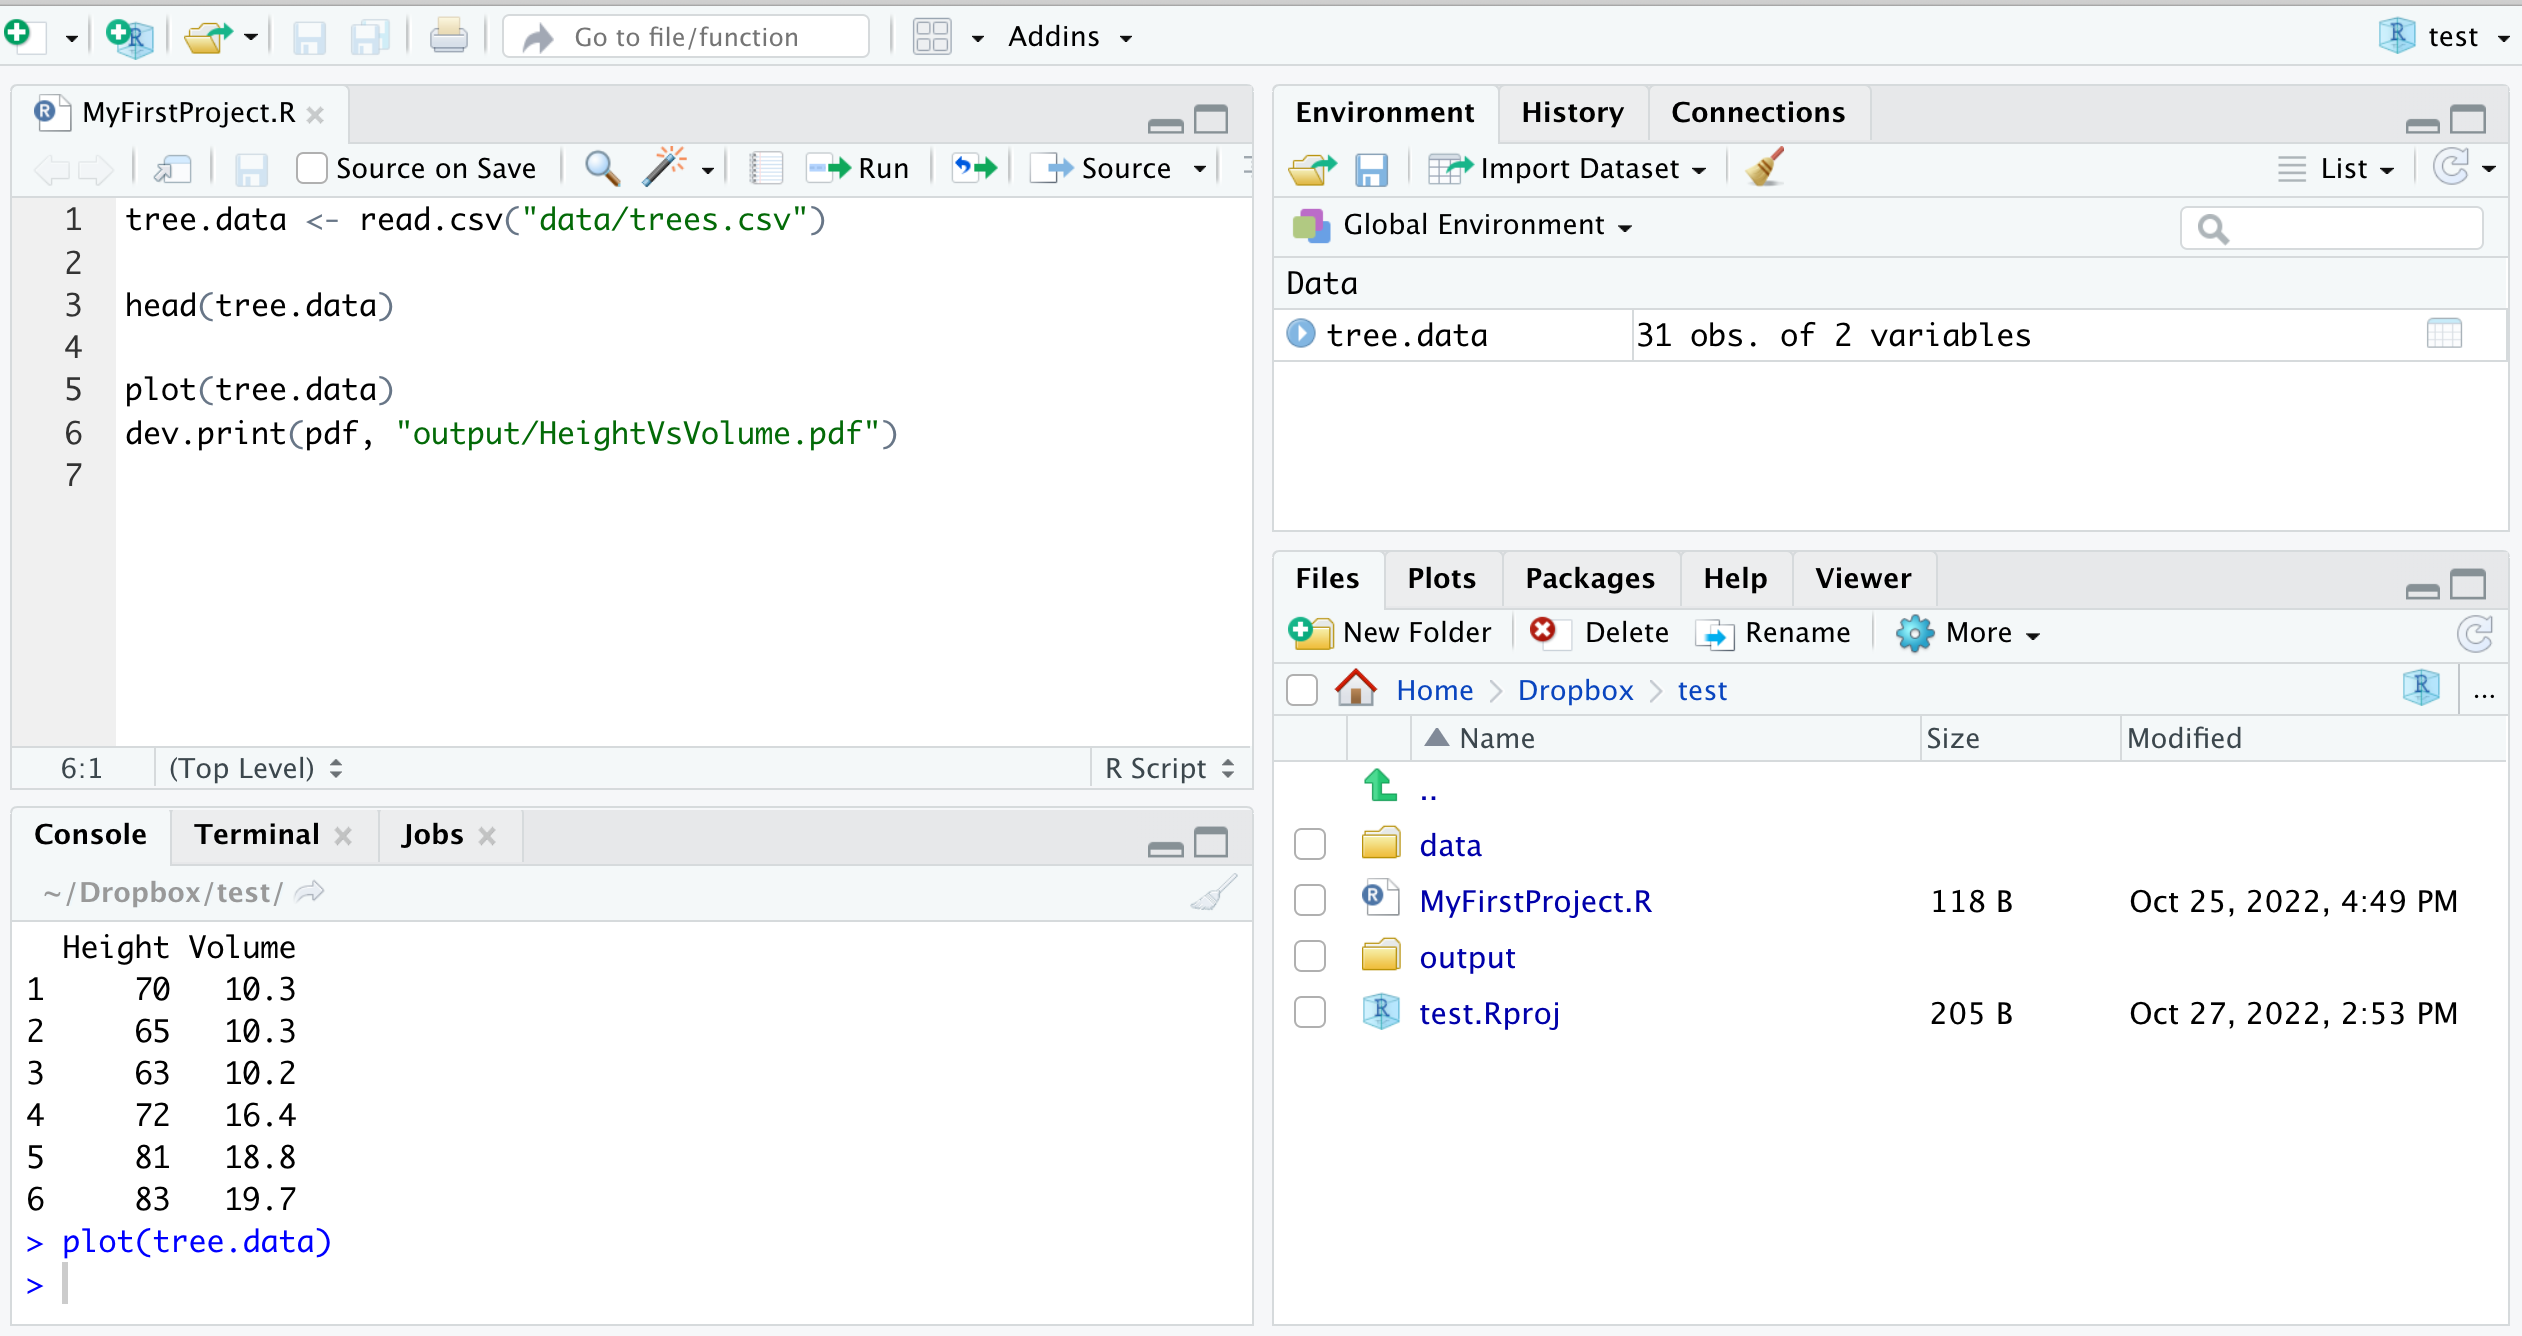 Go to file/function
Addins
test
MyFirstProject.R
Source on Save
Run
Source
1 tree.data <- read.csv("data/trees.csv")
2
3 head(tree.data)
4
5 plot(tree.data)
6 dev.print(pdf, "output/HeightVsVolume.pdf")
7
6:1 (Top Level) R Script
Console Terminal Jobs
~/Dropbox/test/
Height Volume
1 70 10.3
2 65 10.3
3 63 10.2
4 72 16.4
5 81 18.8
6 83 19.7
> plot(tree.data)
>
Environment History Connections
Import Dataset List
Global Environment
Data
tree.data 31 obs. of 2 variables
Files Plots Packages Help Viewer
New Folder Delete Rename More
Home Dropbox test ...
Name Size Modified
..
data
MyFirstProject.R 118 B Oct 25, 2022, 4:49 PM
output
test.Rproj 205 B Oct 27, 2022, 2:53 PM